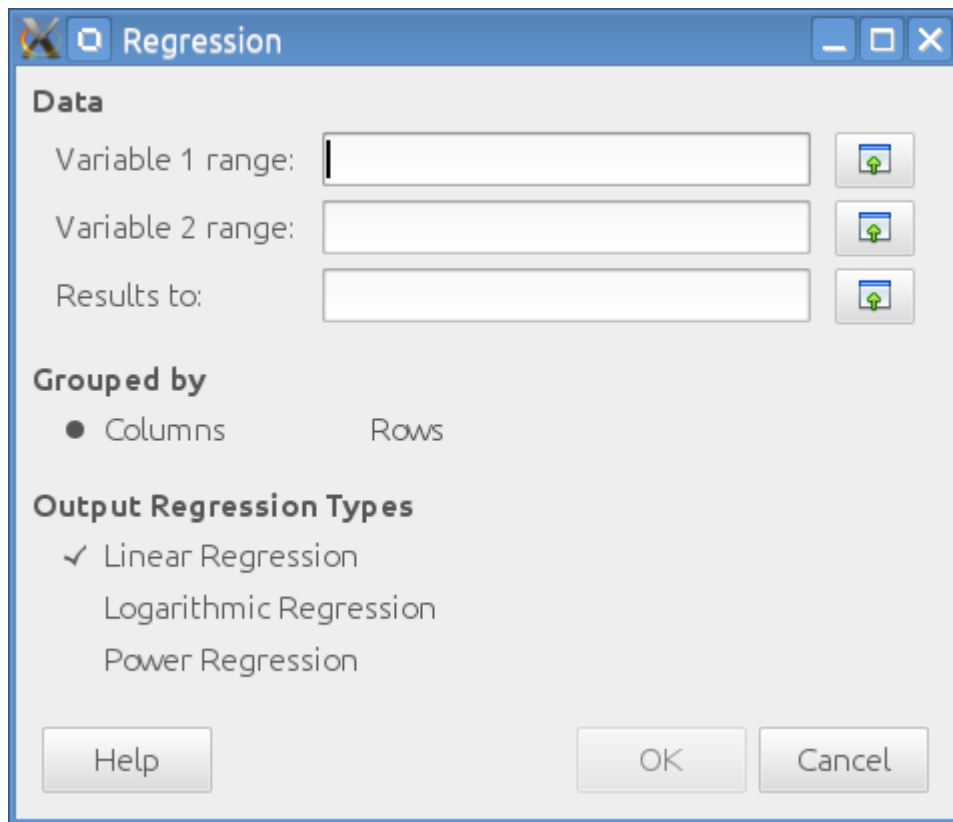 Regression
Data
Variable 1 range:
Variable 2 range:
Results to:
Grouped by
Columns Rows
Output Regression Types
Linear Regression
Logarithmic Regression
Power Regression
Help OK Cancel